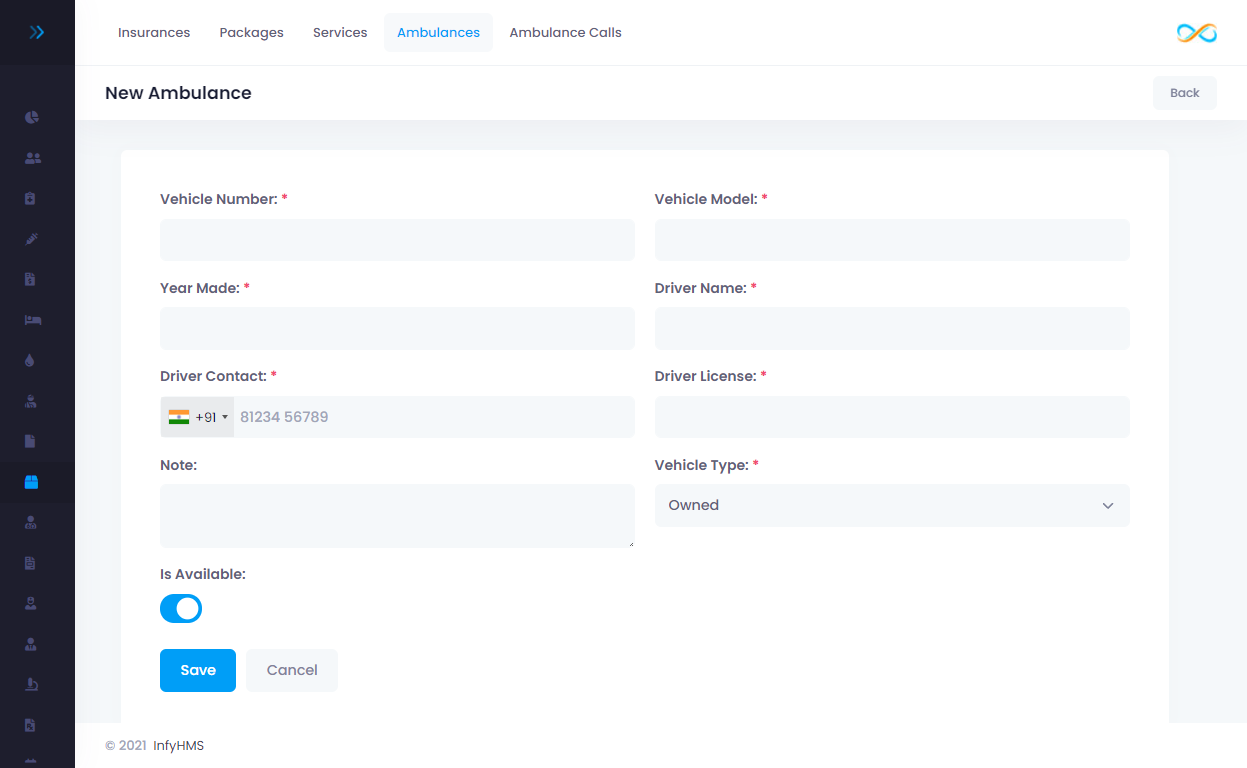 Insurances Packages Services Ambulances Ambulance Calls
New Ambulance Back
Vehicle Number: * Vehicle Model: *
Year Made: * Driver Name: *
Driver Contact: * Driver License: *
+91 81234 56789
Note: Vehicle Type: *
Owned
Is Available:
Save Cancel
© 2021 InfyHMS